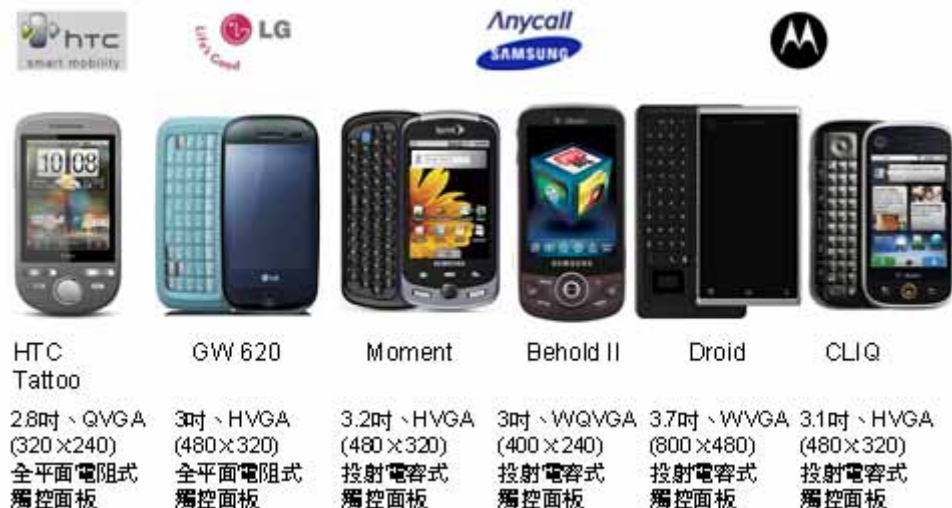 hTC
smart mobility
Life's Good
LG
Anycall
SAMSUNG
10 08
Sprint
SAMSUNG
SAMSUNG
LG
HTC Tattoo
GW 620
Moment
Behold II
Droid
CLIQ
2.8吋、QVGA
(320×240)
全平面電阻式
觸控面板
3吋、HVGA
(480×320)
全平面電阻式
觸控面板
3.2吋、HVGA
(480×320)
投射電容式
觸控面板
3吋、WQVGA
(400×240)
投射電容式
觸控面板
3.7吋、WVGA
(800×480)
投射電容式
觸控面板
3.1吋、HVGA
(480×320)
投射電容式
觸控面板